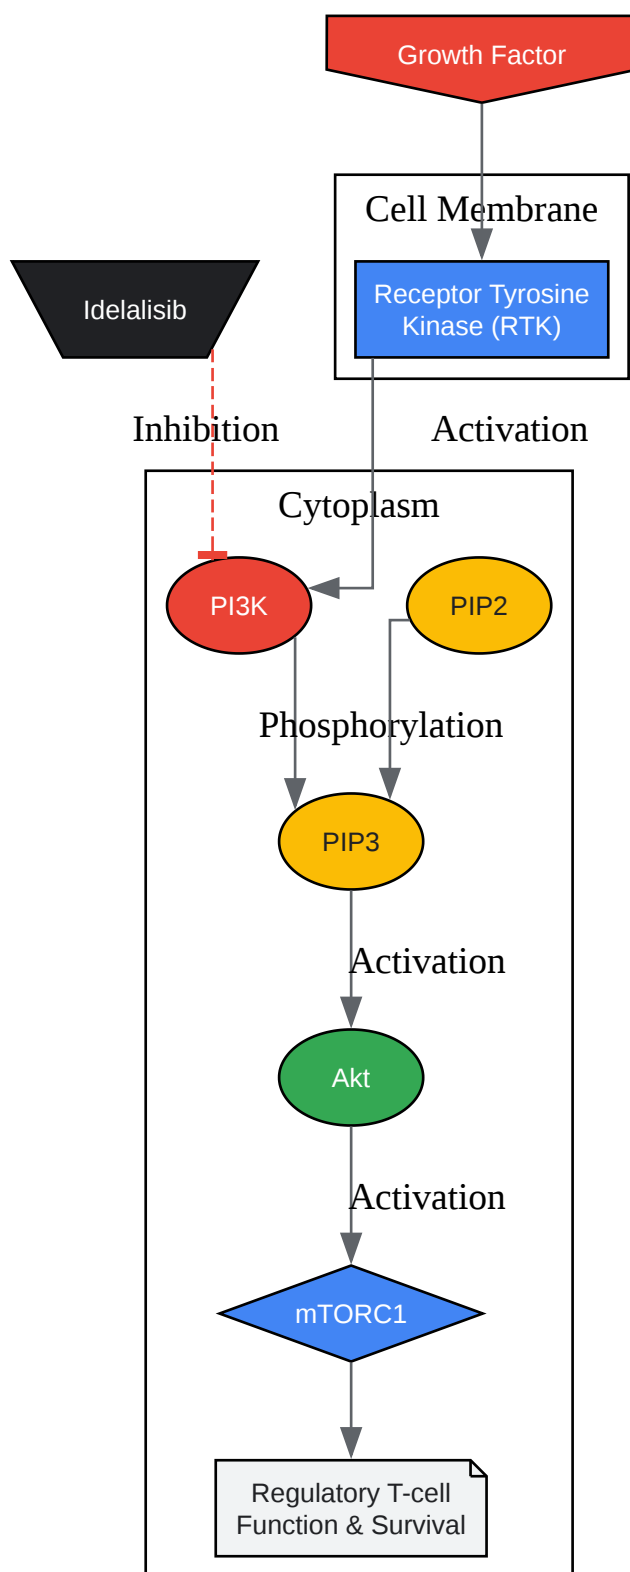 Growth Factor
Cell Membrane
Receptor Tyrosine
Kinase (RTK)
Idelalisib
Inhibition
Activation
Cytoplasm
PI3K
PIP2
Phosphorylation
PIP3
Activation
Akt
Activation
mTORC1
Regulatory T-cell
Function & Survival